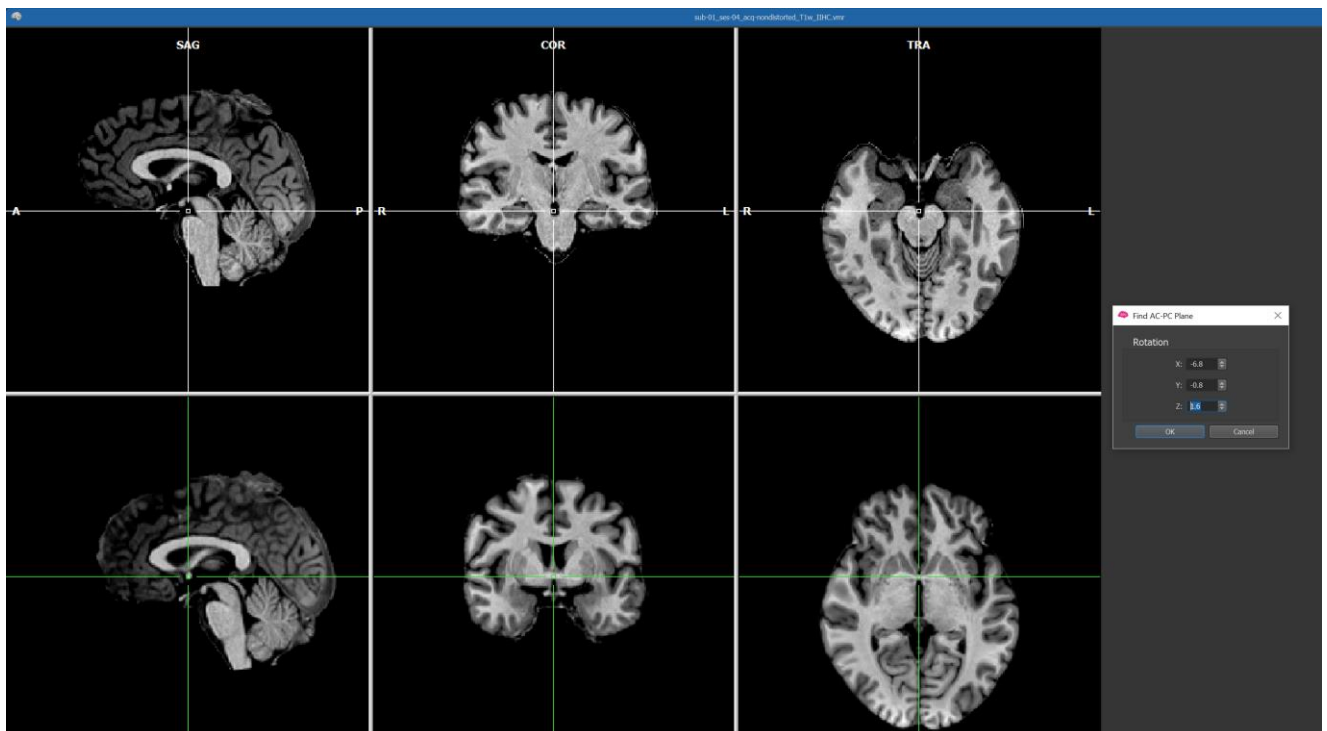 sub-01_ses-04_acq-nondistorted_T1w_IIHC.vmr
SAG
COR
TRA
A
P
R
L
R
L
Find AC-PC Plane
Rotation
X: -6.8
Y: -0.8
Z: 1.6
OK
Cancel